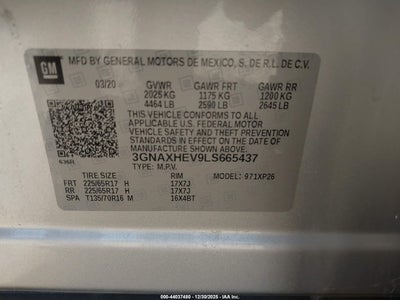 GM
MFD BY GENERAL MOTORS DE MEXICO, S. DE R.L. DE C.V.
03/20 GVWR GAWR FRT GAWR RR
2025 KG 1175 KG 1200 KG
4464 LB 2590 LB 2645 LB
THIS VEHICLE CONFORMS TO ALL
APPLICABLE U.S. FEDERAL MOTOR VEHICLE
SAFETY, BUMPER, AND THEFT
PREVENTION STANDARDS IN EFFECT ON THE
DATE OF MANUFACTURE SHOWN ABOVE.
3GNAXHEV9LS665437
TYPE: M.P.V. MODEL: 971XP26
TIRE SIZE RIM
FRT 225/65R17 H 17X7J
RR 225/65R17 H 17X7J
SPA T135/70R16 M 16X4BT
000-44037460 - 12/30/2025 - IAA, Inc.